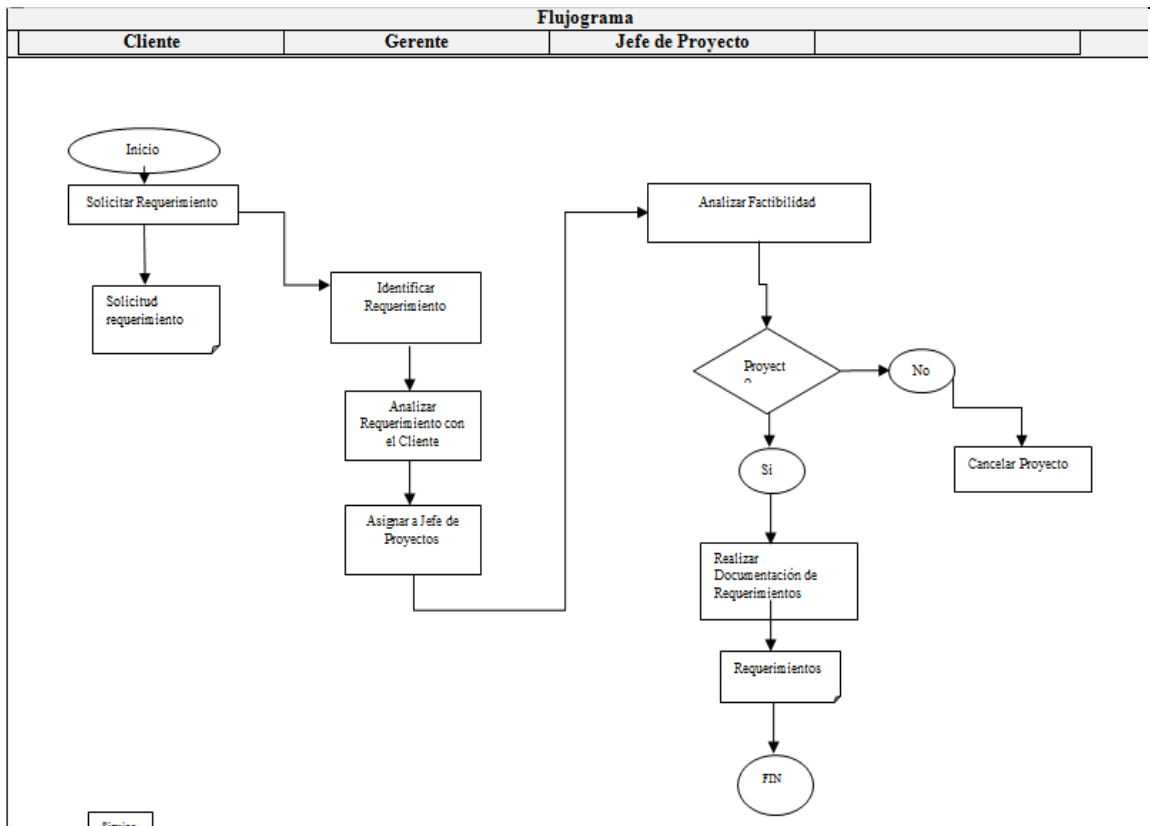 Flujograma
Cliente
Gerente
Jefe de Proyecto
Inicio
Solicitar Requerimiento
Solicitud
requerimiento
Identificar
Requerimiento
Analizar
Requerimiento con
el Cliente
Asignar a Jefe de
Proyectos
Analizar Factibilidad
Proyect
No
Cancelar Proyecto
Si
Realizar
Documentación de
Requerimientos
Requerimientos
FIN